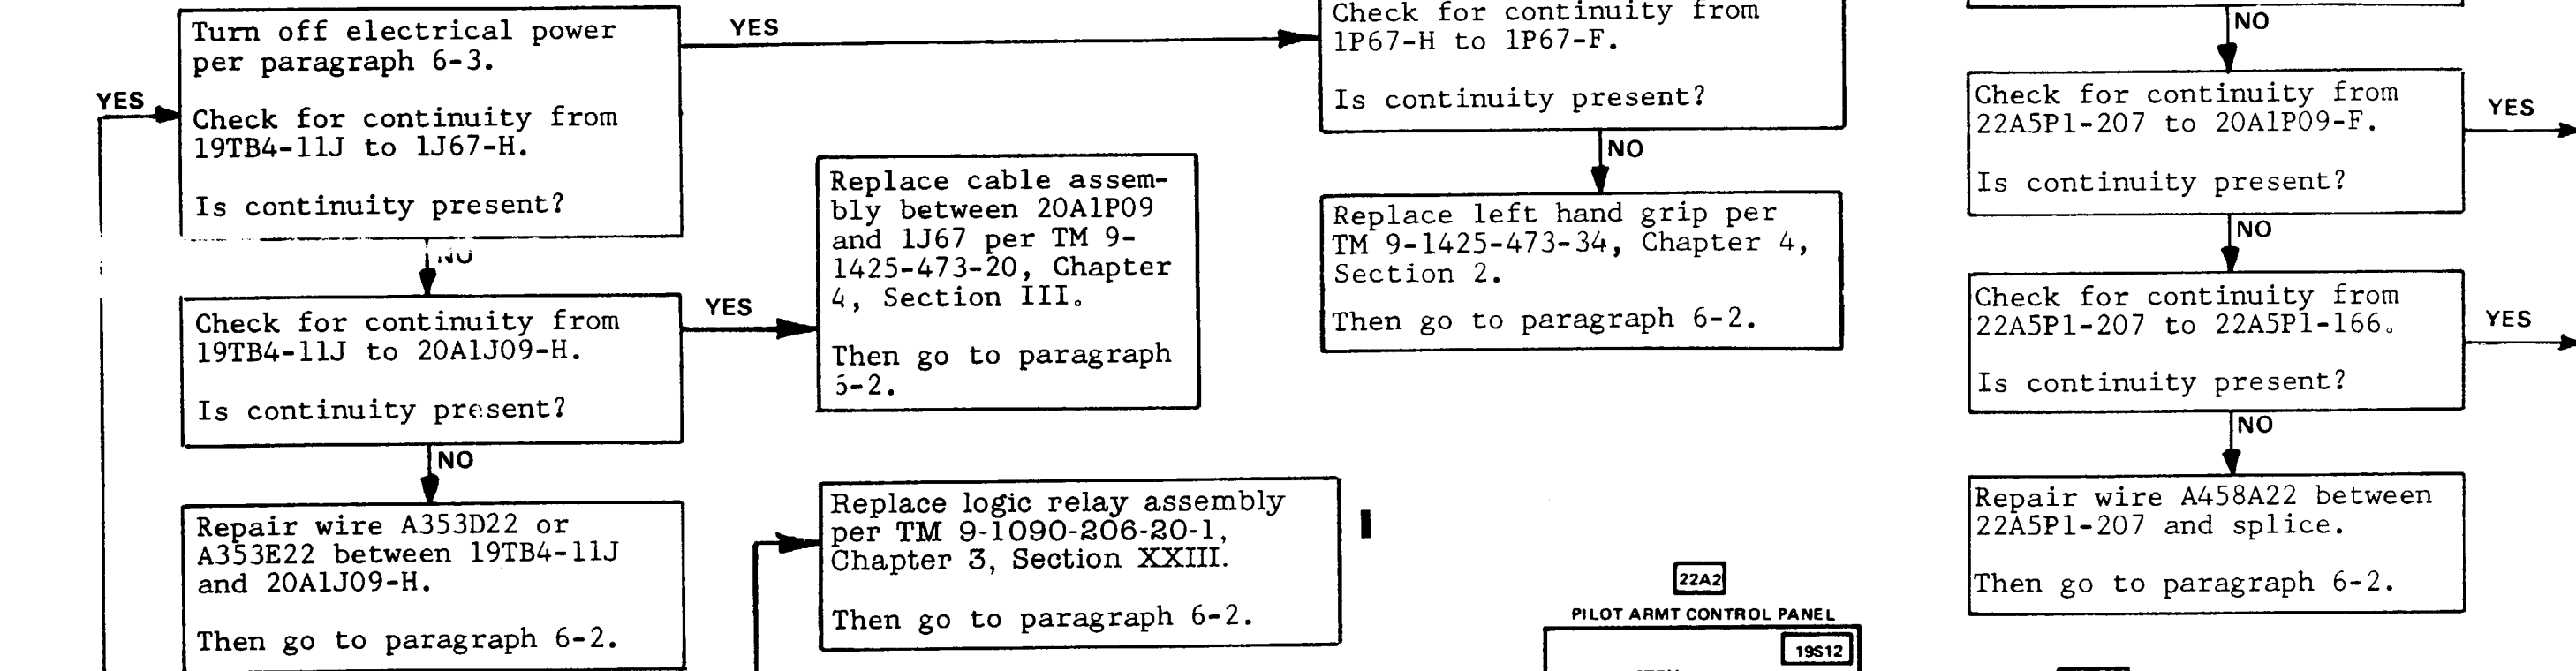 YES
Turn off electrical power
per paragraph 6-3.
Check for continuity from
19TB4-11J to 1J67-H.
Is continuity present?
YES
NO
Check for continuity from
19TB4-11J to 20A1J09-H.
Is continuity present?
YES
Replace cable assem-
bly between 20A1P09
and 1J67 per TM 9-
1425-473-20, Chapter
4, Section III.
Then go to paragraph
6-2.
NO
Repair wire A353D22 or
A353E22 between 19TB4-11J
and 20A1J09-H.
Then go to paragraph 6-2.
Replace logic relay assembly
per TM 9-1090-206-20-1,
Chapter 3, Section XXIII.
Then go to paragraph 6-2.
Check for continuity from
1P67-H to 1P67-F.
Is continuity present?
NO
Replace left hand grip per
TM 9-1425-473-34, Chapter 4,
Section 2.
Then go to paragraph 6-2.
22A2
PILOT ARMT CONTROL PANEL
19S12
NO
Check for continuity from
22A5P1-207 to 20A1P09-F.
Is continuity present?
YES
NO
Check for continuity from
22A5P1-207 to 22A5P1-166.
Is continuity present?
YES
NO
Repair wire A458A22 between
22A5P1-207 and splice.
Then go to paragraph 6-2.